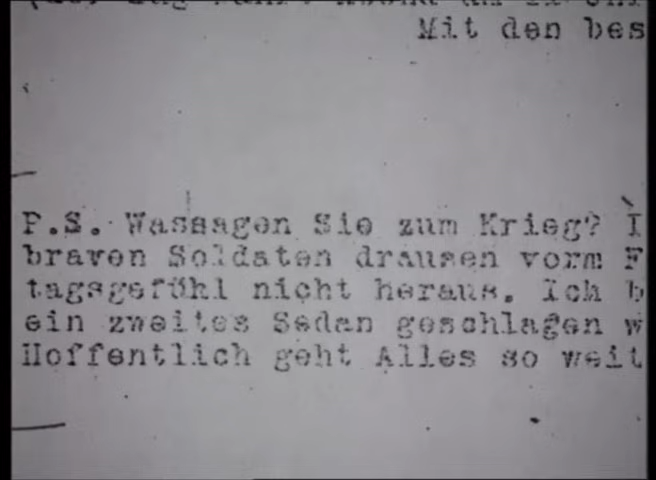 Mit den bes
P.S. Wassagen Sie zum Krieg? I
braven Soldaten drausen vorm F
tagsgefühl nicht heraus. Ich b
ein zweites Sedan geschlagen w
Hoffentlich geht Alles so weit